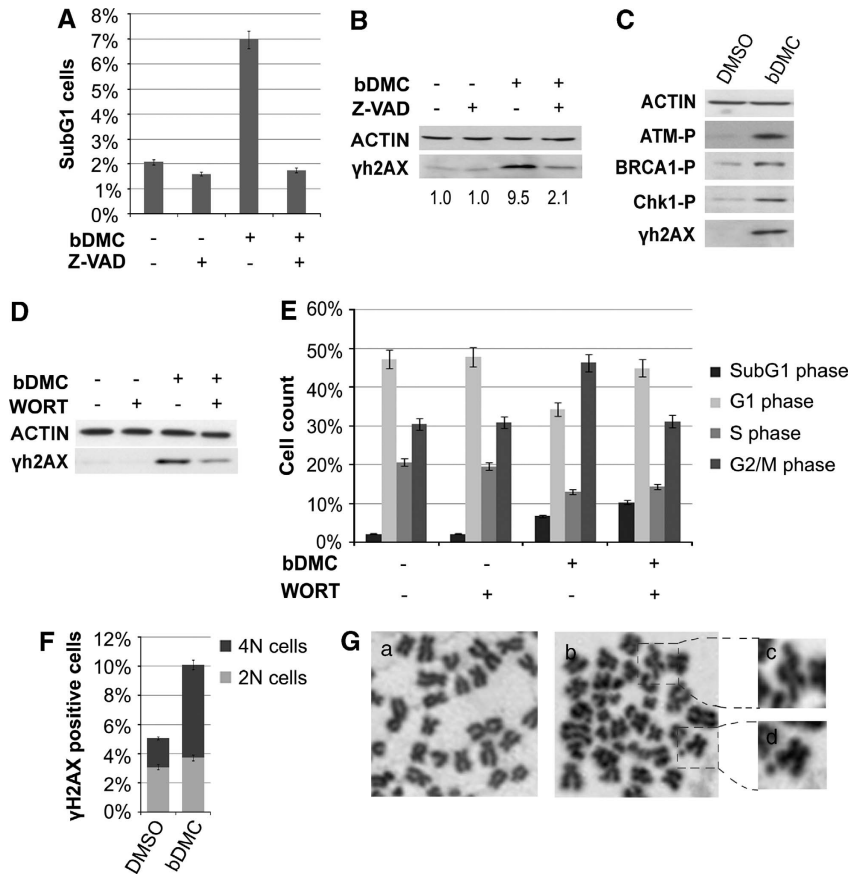 A
8%
7%
6%
5%
4%
3%
2%
1%
0%
SubG1 cells
bDMC - - + +
Z-VAD - + - +
B
bDMC - - + +
Z-VAD - + - +
ACTIN
γh2AX
1.0 1.0 9.5 2.1
C
DMSO bDMC
ACTIN
ATM-P
BRCA1-P
Chk1-P
γh2AX
D
bDMC - - + +
WORT - + - +
ACTIN
γh2AX
E
60%
50%
40%
30%
20%
10%
0%
Cell count
SubG1 phase
G1 phase
S phase
G2/M phase
bDMC - - + +
WORT - + - +
F
12%
10%
8%
6%
4%
2%
0%
γH2AX positive cells
4N cells
2N cells
DMSO bDMC
G
a
b
c
d